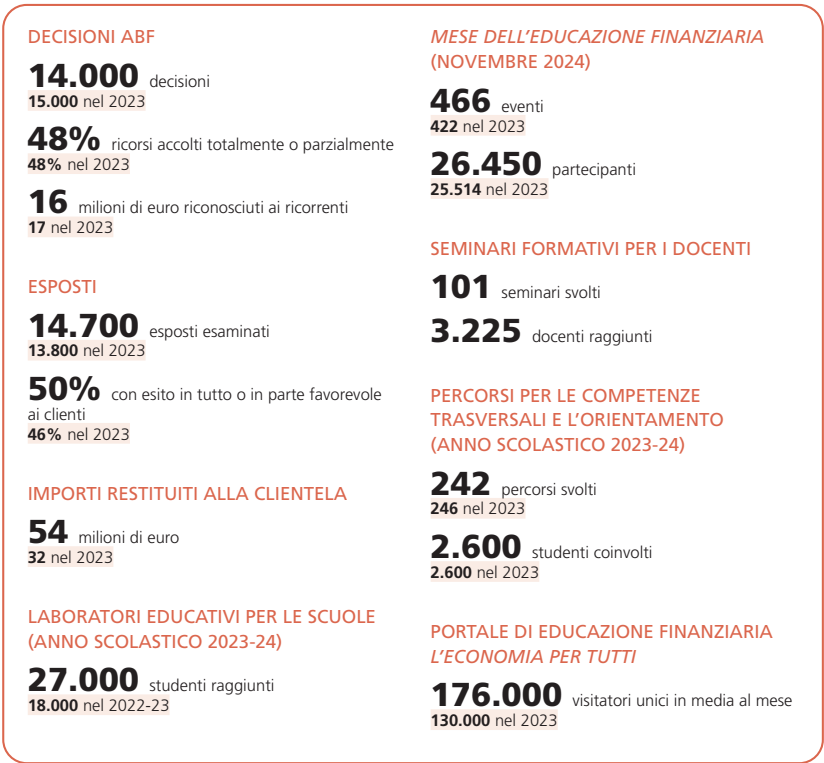 DECISIONI ABF
14.000 decisioni
15.000 nel 2023
48% ricorsi accolti totalmente o parzialmente
48% nel 2023
16 milioni di euro riconosciuti ai ricorrenti
17 nel 2023
ESPOSTI
14.700 esposti esaminati
13.800 nel 2023
50% con esito in tutto o in parte favorevole
ai clienti
46% nel 2023
IMPORTI RESTITUITI ALLA CLIENTELA
54 milioni di euro
32 nel 2023
LABORATORI EDUCATIVI PER LE SCUOLE
(ANNO SCOLASTICO 2023-24)
27.000 studenti raggiunti
18.000 nel 2022-23
MESE DELL'EDUCAZIONE FINANZIARIA
(NOVEMBRE 2024)
466 eventi
422 nel 2023
26.450 partecipanti
25.514 nel 2023
SEMINARI FORMATIVI PER I DOCENTI
101 seminari svolti
3.225 docenti raggiunti
PERCORSI PER LE COMPETENZE
TRASVERSALI E L'ORIENTAMENTO
(ANNO SCOLASTICO 2023-24)
242 percorsi svolti
246 nel 2023
2.600 studenti coinvolti
2.600 nel 2023
PORTALE DI EDUCAZIONE FINANZIARIA
L'ECONOMIA PER TUTTI
176.000 visitatori unici in media al mese
130.000 nel 2023